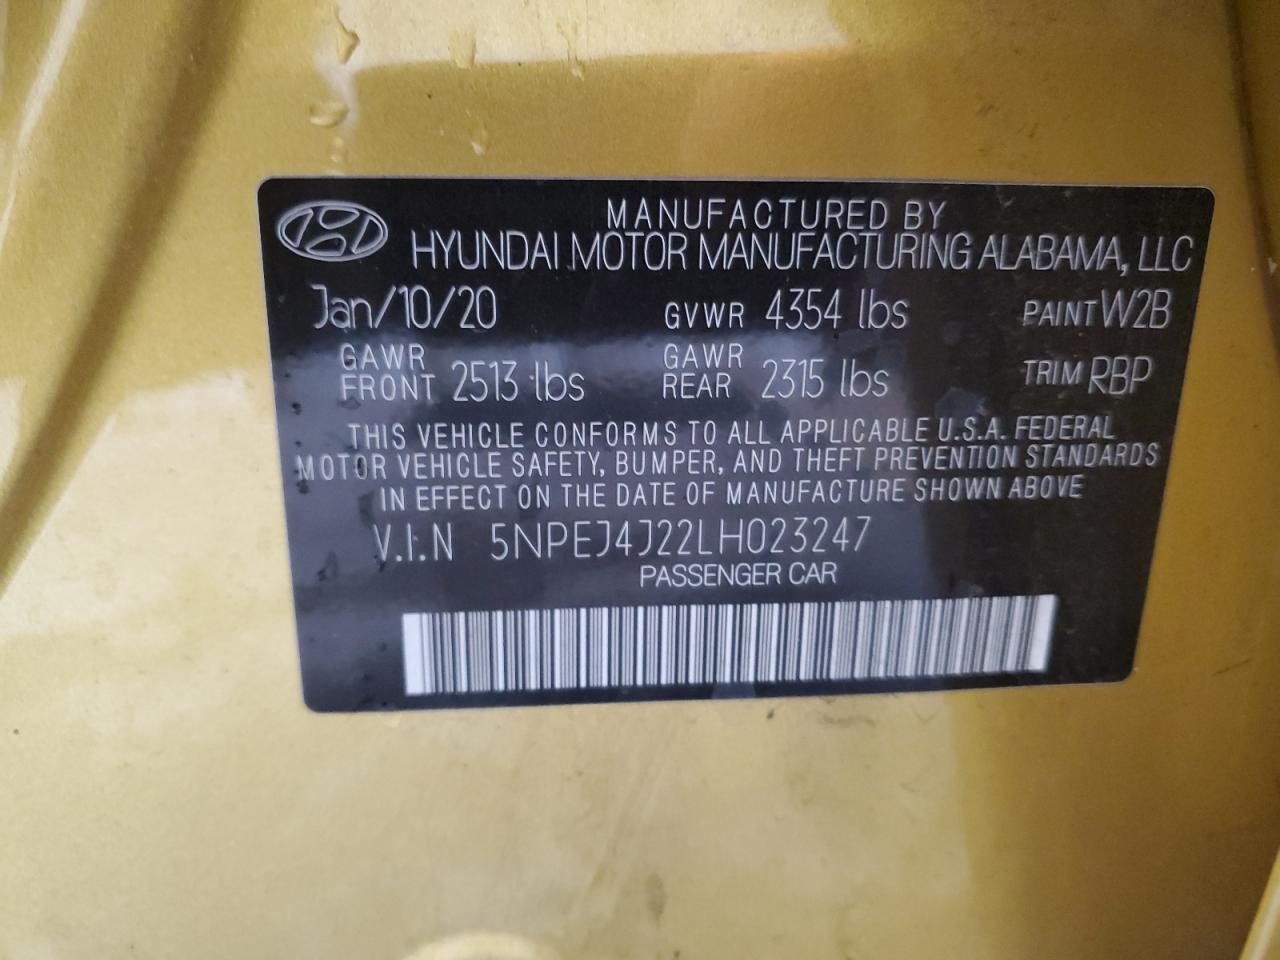 MANUFACTURED BY
HYUNDAI MOTOR MANUFACTURING ALABAMA, LLC
Jan/10/20 GVWR 4354 lbs PAINT W2B
GAWR FRONT 2513 lbs GAWR REAR 2315 lbs TRIM RBP
THIS VEHICLE CONFORMS TO ALL APPLICABLE U.S.A. FEDERAL
MOTOR VEHICLE SAFETY, BUMPER, AND THEFT PREVENTION STANDARDS
IN EFFECT ON THE DATE OF MANUFACTURE SHOWN ABOVE
V.I.N 5NPEJ4J22LH023247
PASSENGER CAR